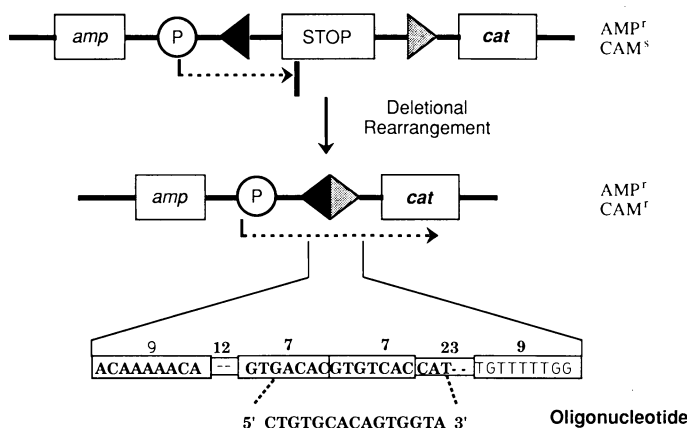 amp P STOP cat AMPʳ
CAMˢ
Deletional
Rearrangement
amp P cat AMPʳ
CAMʳ
9 12 7 7 23 9
ACAAAAACA -- GTGACAC GTGTCAC CAT-- TGTTTTTGG
5' CTGTGCACAGTGGTA 3' Oligonucleotide